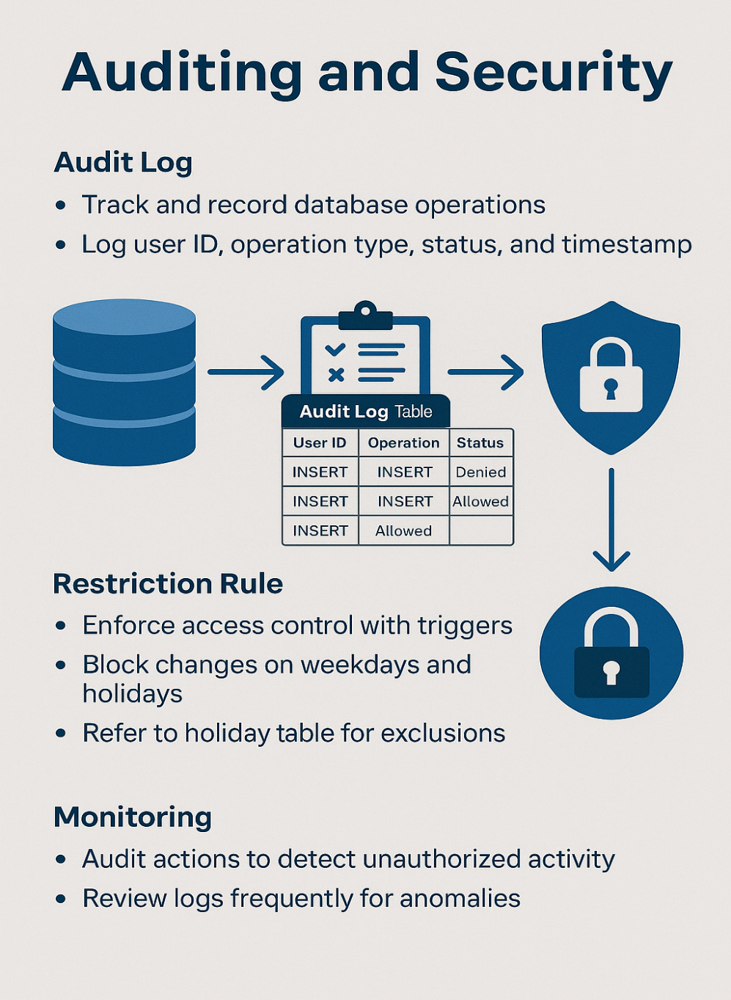 Auditing and Security
Audit Log
• Track and record database operations
• Log user ID, operation type, status, and timestamp
Audit Log Table
User ID Operation Status
INSERT INSERT Denied
INSERT INSERT Allowed
INSERT Allowed
Restriction Rule
• Enforce access control with triggers
• Block changes on weekdays and
holidays
• Refer to holiday table for exclusions
Monitoring
• Audit actions to detect unauthorized activity
• Review logs frequently for anomalies